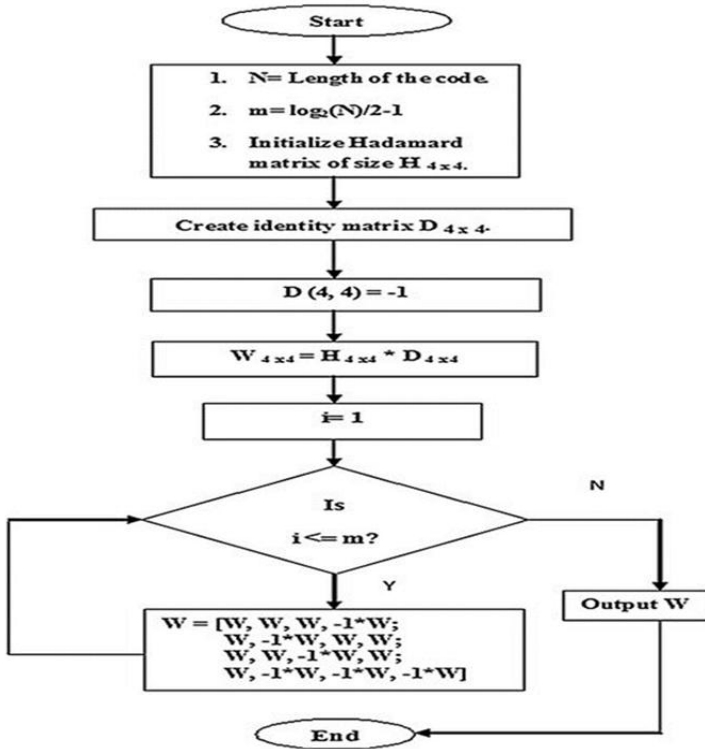 Start
1. N= Length of the code.
2. m= log₂(N)/2-1
3. Initialize Hadamard
matrix of size H 4 x 4.
Create identity matrix D 4 x 4.
D (4, 4) = -1
W 4 x4 = H 4 x4 * D 4 x4
i= 1
Is
i <= m?
N
Y
W = [W, W, W, -1*W;
W, -1*W, W, W;
W, W, -1*W, W;
W, -1*W, -1*W, -1*W]
Output W
End